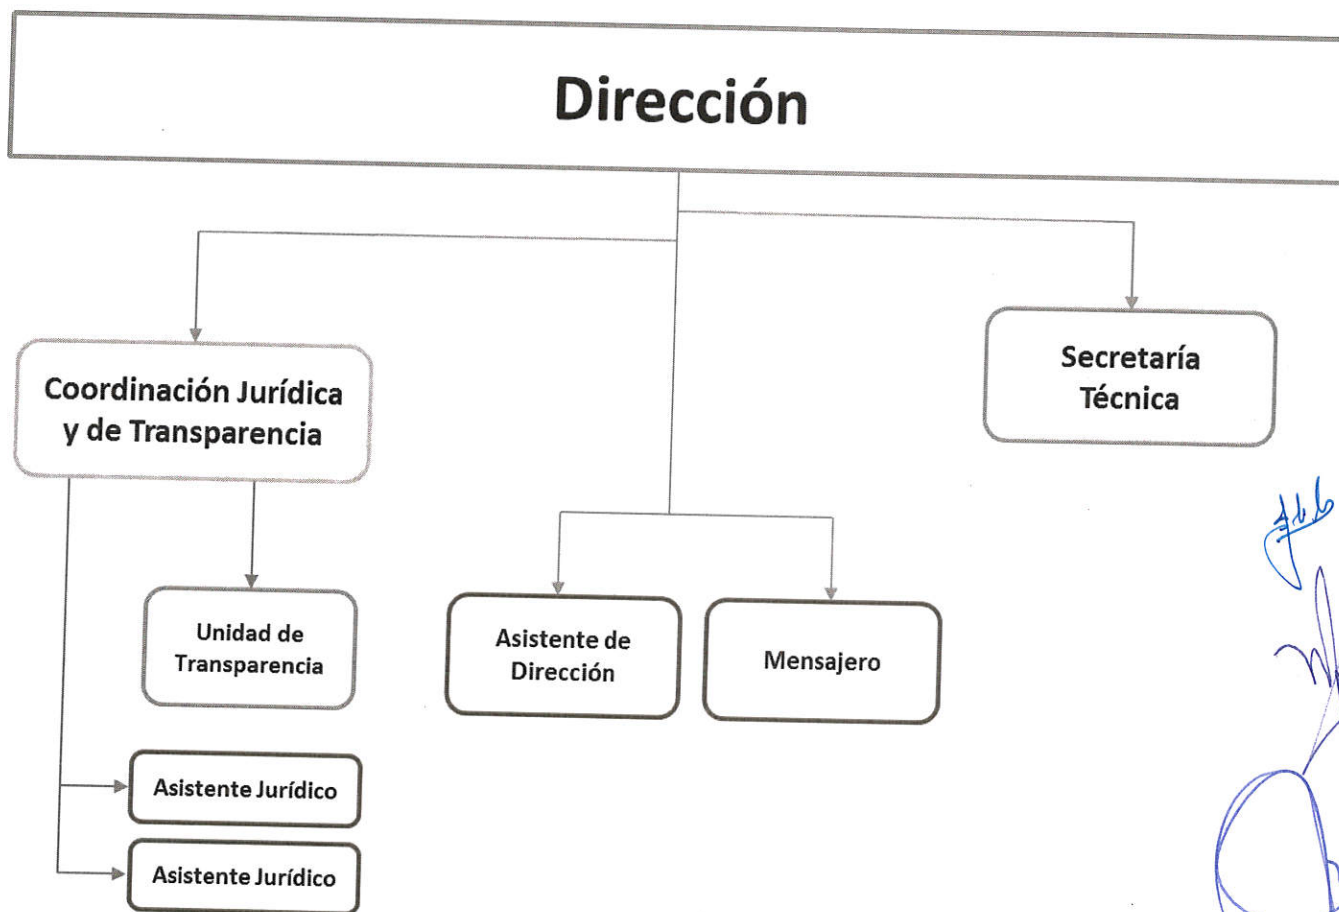 Dirección
Coordinación Jurídica
y de Transparencia
Secretaría
Técnica
Unidad de
Transparencia
Asistente de
Dirección
Mensajero
Asistente Jurídico
Asistente Jurídico